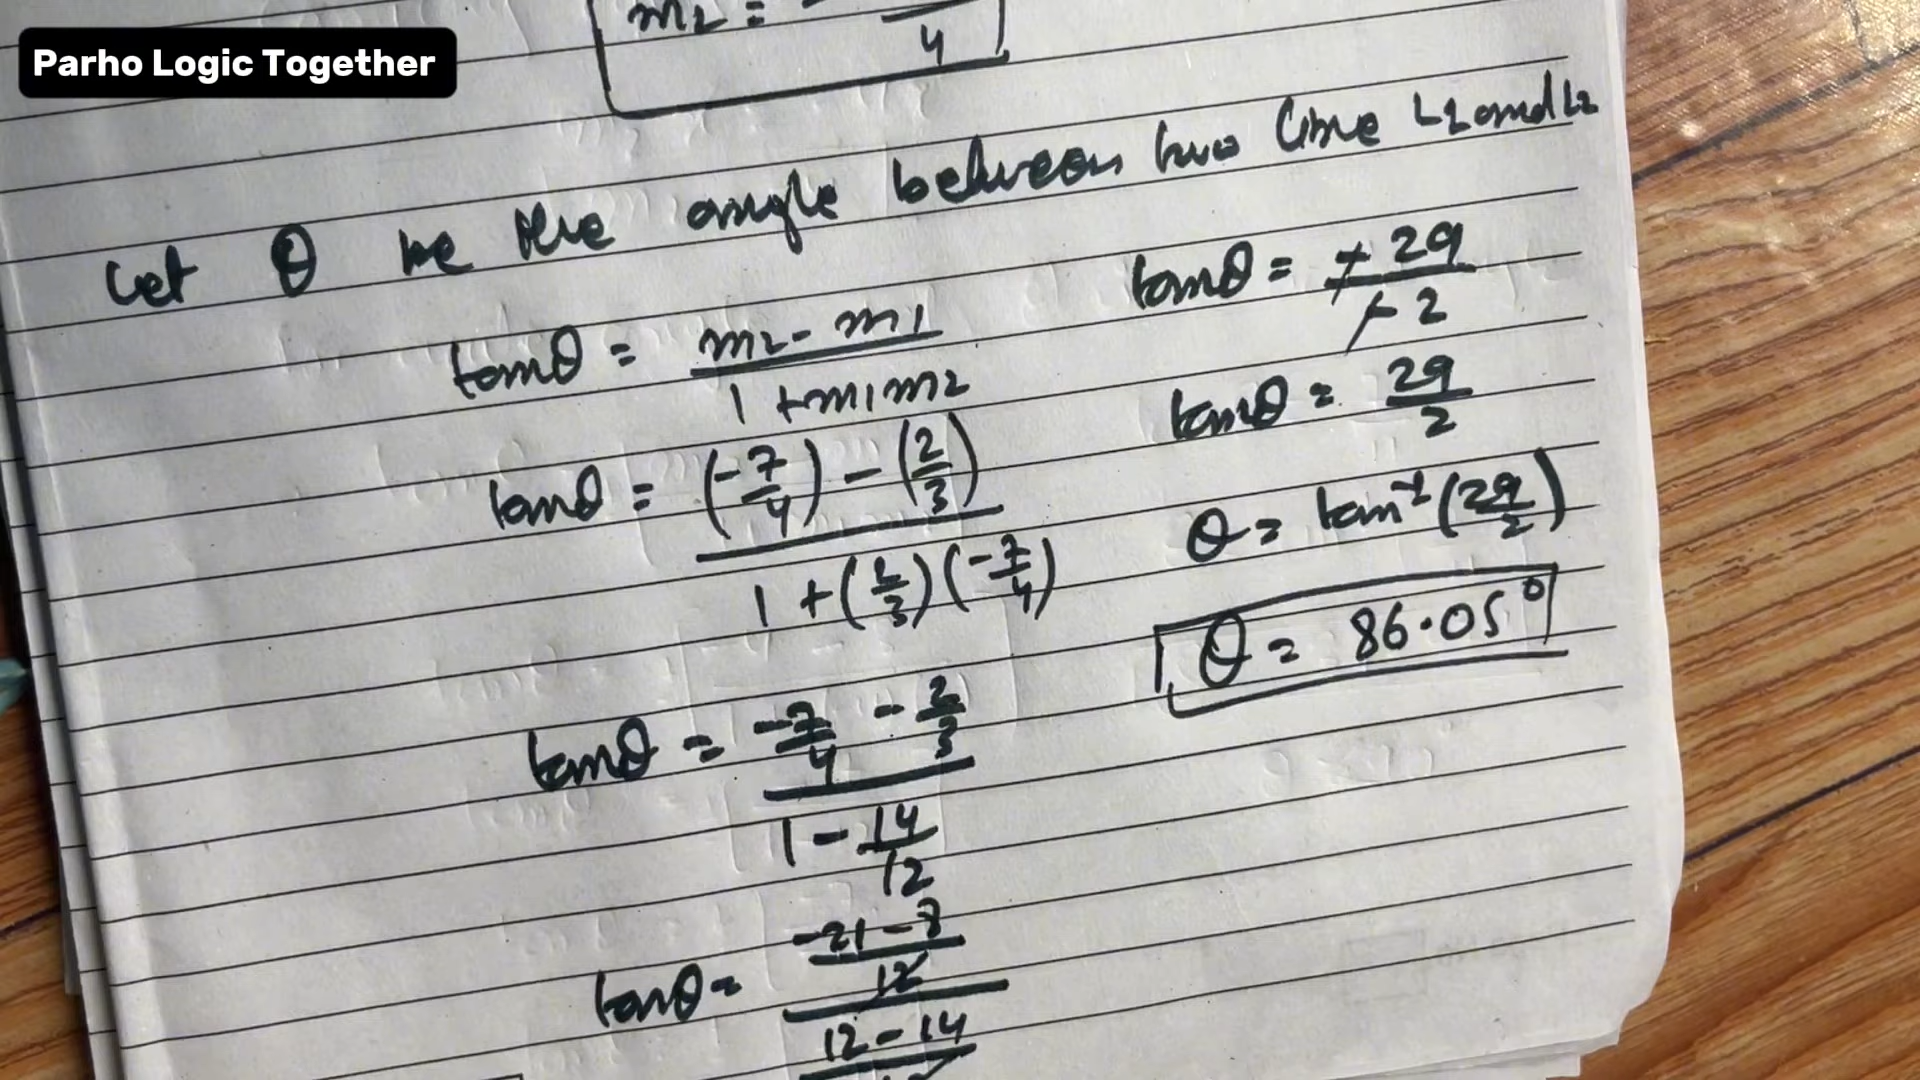 Parho Logic Together
m2 =
4
Let θ be the angle between two line L1 and L2
tanθ = m2 - m1 / 1 + m1m2
tanθ = (-7/4) - (2/3) / 1 + (2/3)(-7/4)
tanθ = -7/4 - 2/3 / 1 - 14/12
tanθ = -21-8/12 / 12-14
tanθ = -29/-2
tanθ = 29/2
θ = tan⁻¹(29/2)
θ = 86.05°